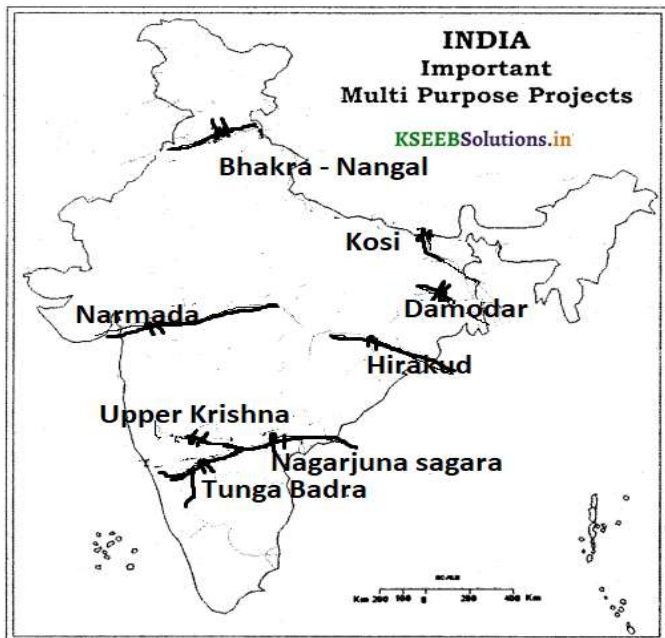 INDIA
Important
Multi Purpose Projects
KSEEBSolutions.in
Bhakra - Nangal
Kosi
Damodar
Narmada
Hirakud
Upper Krishna
Nagarjuna sagara
Tunga Badra
SCALE
Km 200 100 0 200 400 Km